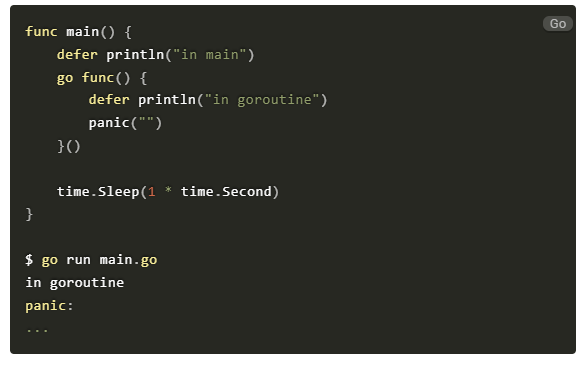 Go
func main() {
    defer println("in main")
    go func() {
        defer println("in goroutine")
        panic("")
    }()

    time.Sleep(1 * time.Second)
}

$ go run main.go
in goroutine
panic:
...